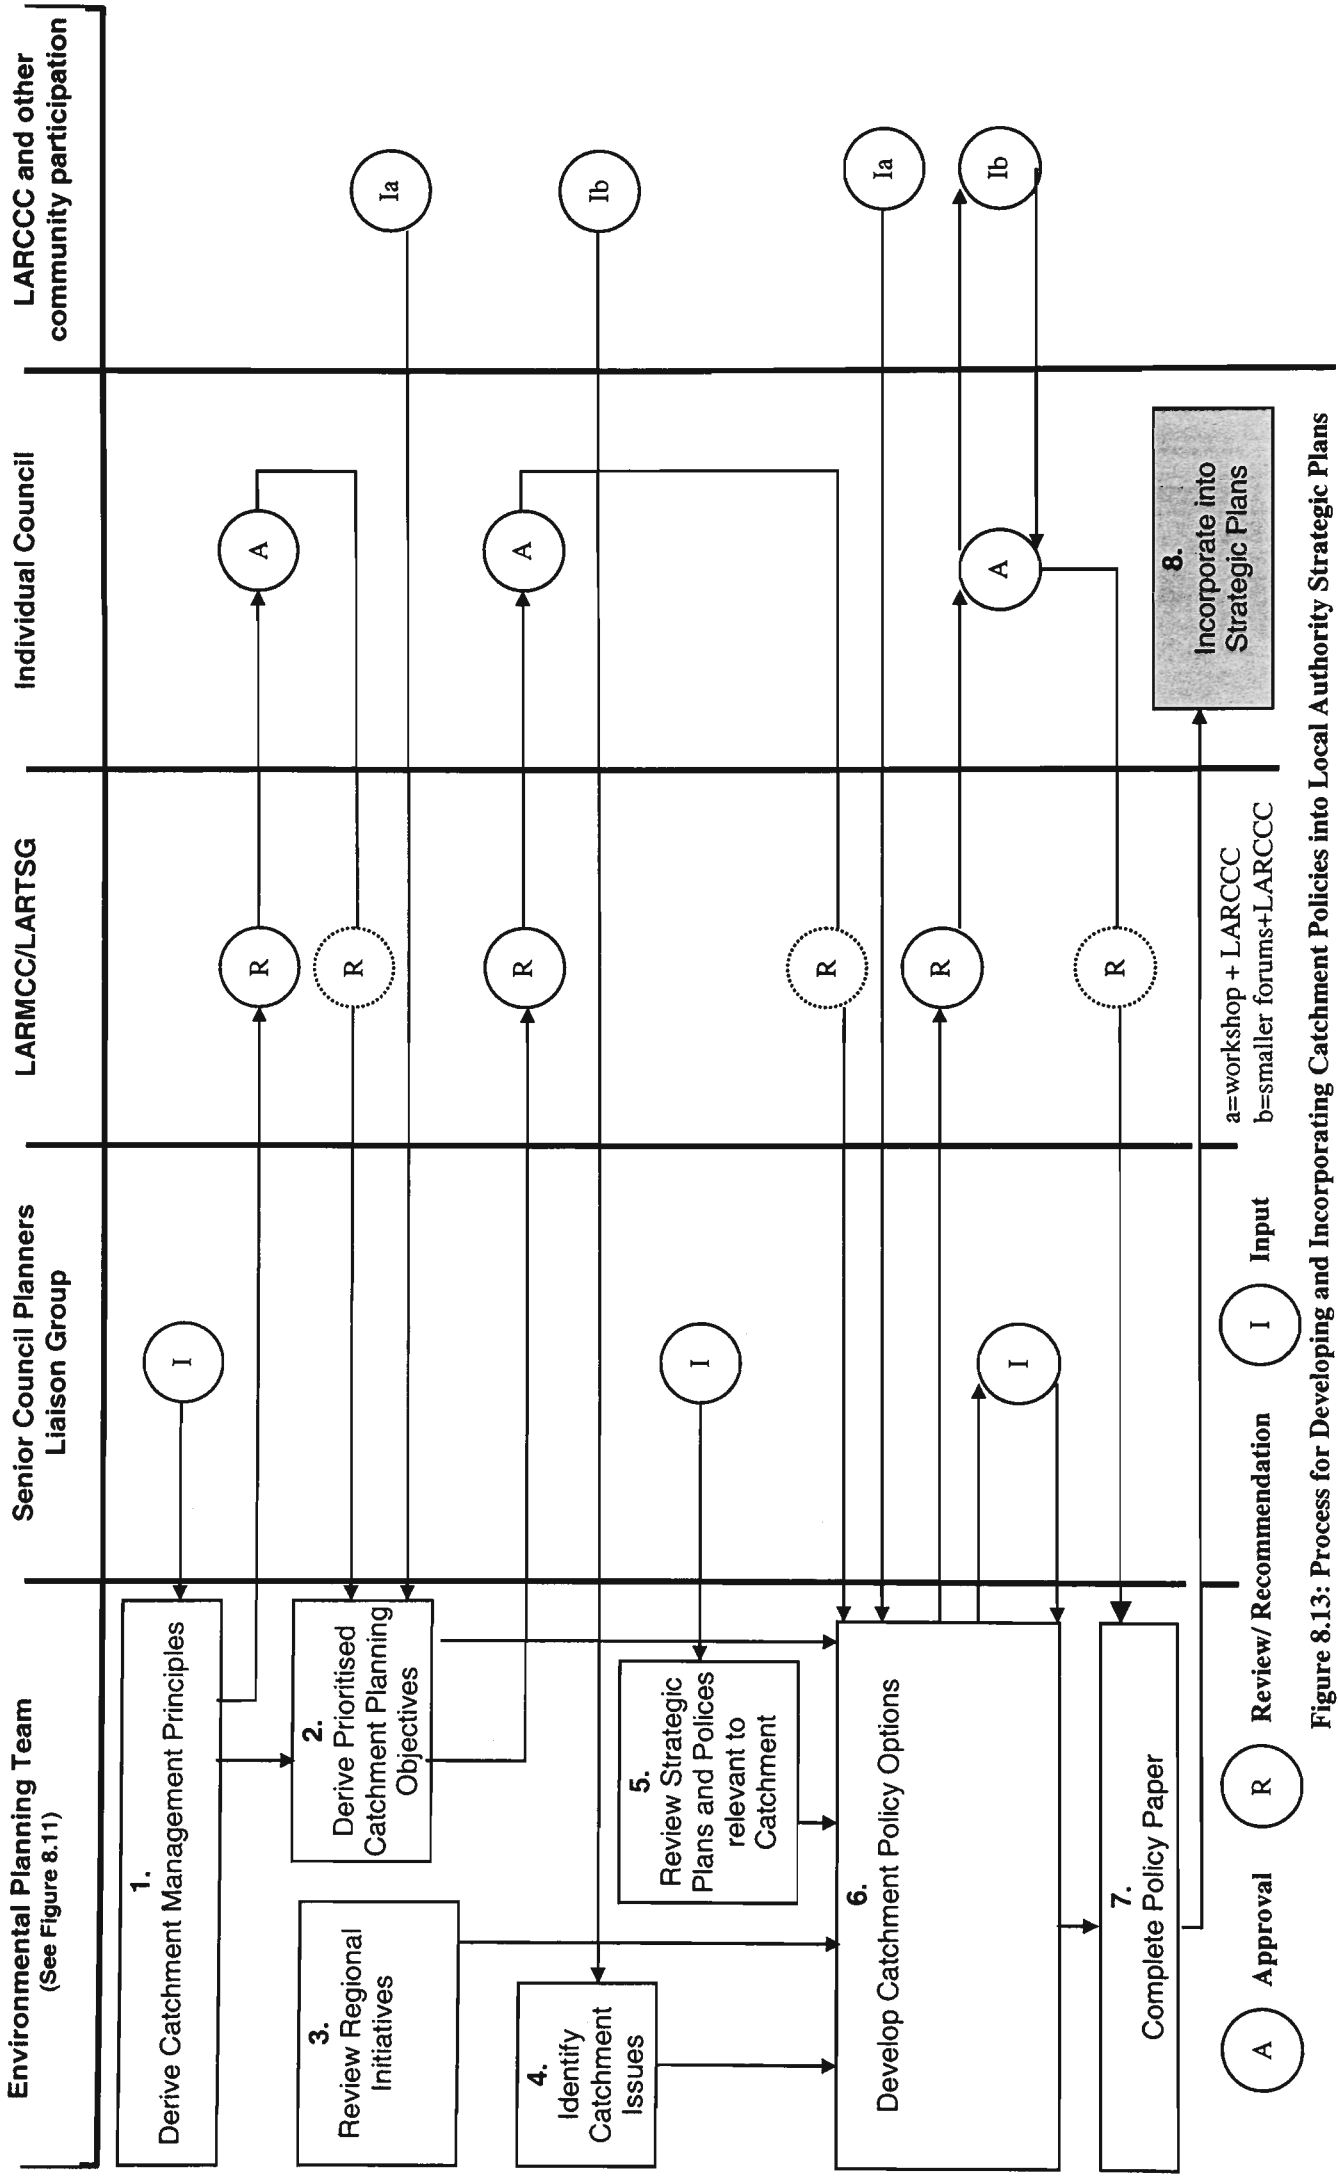 Environmental Planning Team
(See Figure 8.11)
Senior Council Planners
Liaison Group
LARMCC/LARTSG
Individual Council
LARCCC and other
community participation
1.
Derive Catchment Management Principles
I
R
A
2.
Derive Prioritised
Catchment Planning
Objectives
R
Ia
3.
Review Regional
Initiatives
R
A
4.
Identify
Catchment
Issues
Ib
5.
Review Strategic
Plans and Polices
relevant to
Catchment
I
6.
Develop Catchment Policy Options
R
Ia
R
I
A
Ib
7.
Complete Policy Paper
R
8.
Incorporate into
Strategic Plans
a=workshop + LARCCC
b=smaller forums+LARCCC
A Approval
R Review/ Recommendation
I Input
Figure 8.13: Process for Developing and Incorporating Catchment Policies into Local Authority Strategic Plans